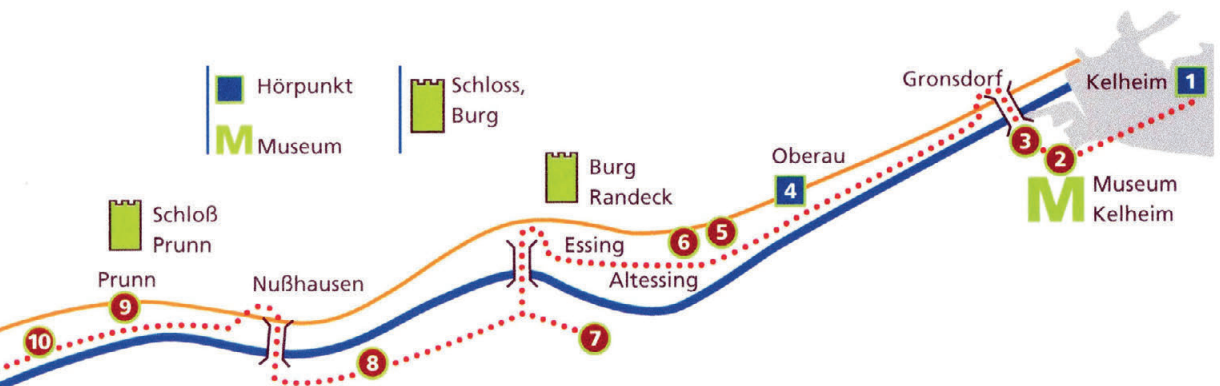 Hörpunkt
M Museum
Schloss,
Burg
Gronsdorf
Kelheim
1
3
2
M Museum
Kelheim
Oberau
4
Burg
Randeck
5
6
Essing
Altessing
7
Schloß
Prunn
Prunn
Nußhausen
8
9
10